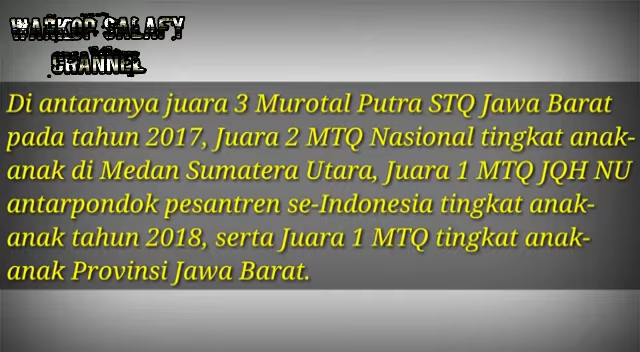 WARKOP SALAFY
CHANNEL
Di antaranya juara 3 Murotal Putra STQ Jawa Barat
pada tahun 2017, Juara 2 MTQ Nasional tingkat anak-
anak di Medan Sumatera Utara, Juara 1 MTQ JQH NU
antarpondok pesantren se-Indonesia tingkat anak-
anak tahun 2018, serta Juara 1 MTQ tingkat anak-
anak Provinsi Jawa Barat.